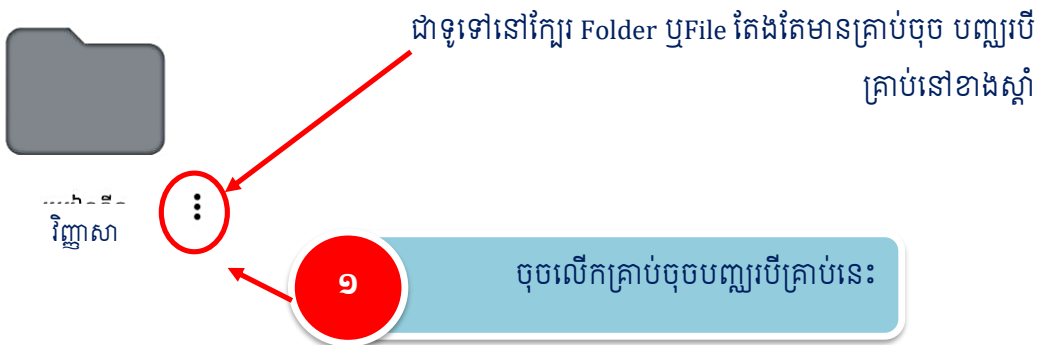 ជាទូទៅនៅក្បែរ Folder ឬFile តែងតែមានគ្រាប់ចុច បញ្ឈរបី
គ្រាប់នៅខាងស្ដាំ
វិញ្ញាសា
១
ចុចលើកគ្រាប់ចុចបញ្ឈរបីគ្រាប់នេះ